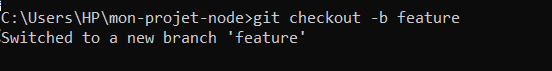 C:\Users\HP\mon-projet-node>git checkout -b feature
Switched to a new branch 'feature'